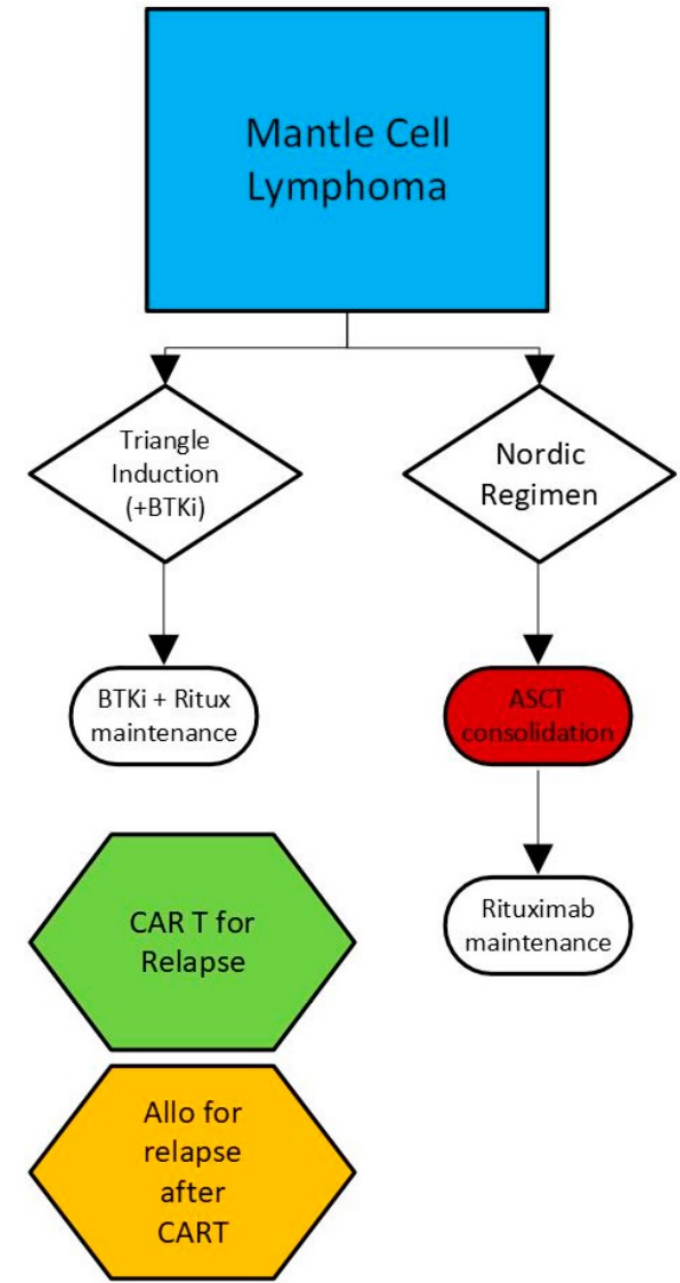 Mantle Cell
Lymphoma
Triangle
Induction
(+BTKi)
Nordic
Regimen
BTKi + Ritux
maintenance
ASCT
consolidation
Rituximab
maintenance
CAR T for
Relapse
Allo for
relapse
after
CART